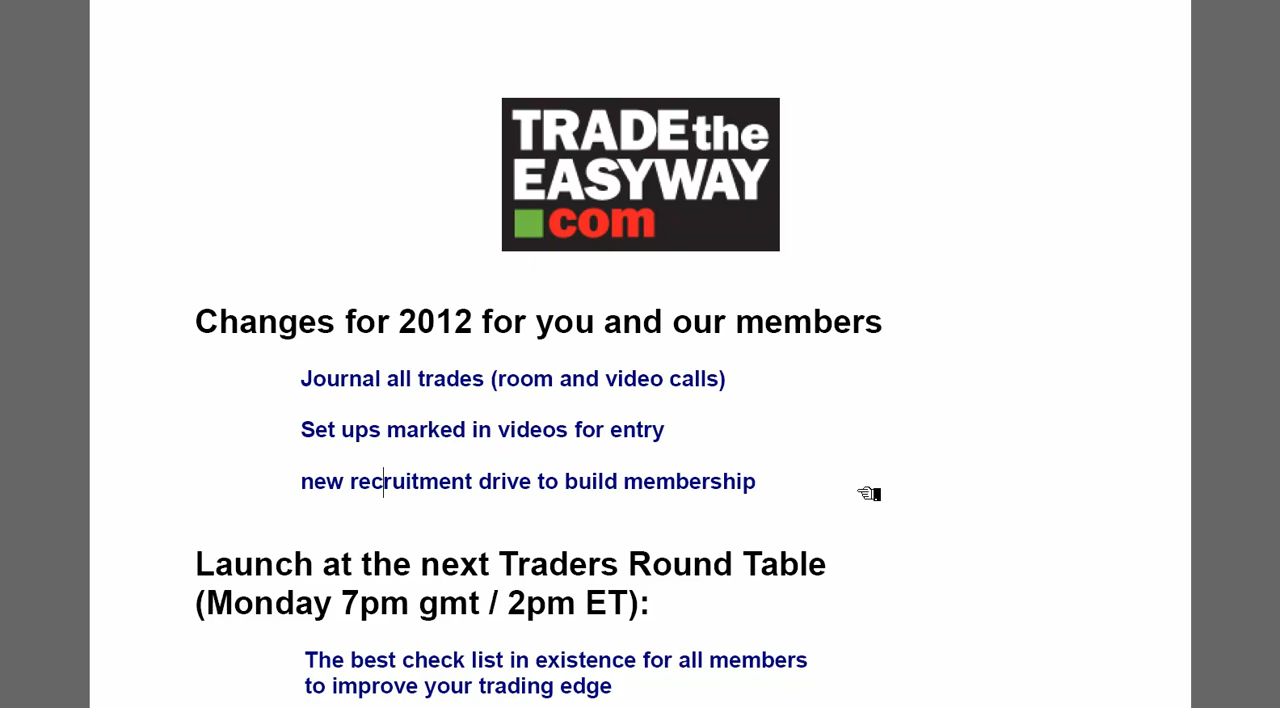 TRADEthe
EASYWAY
com
Changes for 2012 for you and our members
Journal all trades (room and video calls)
Set ups marked in videos for entry
new recruitment drive to build membership
Launch at the next Traders Round Table
(Monday 7pm gmt / 2pm ET):
The best check list in existence for all members
to improve your trading edge